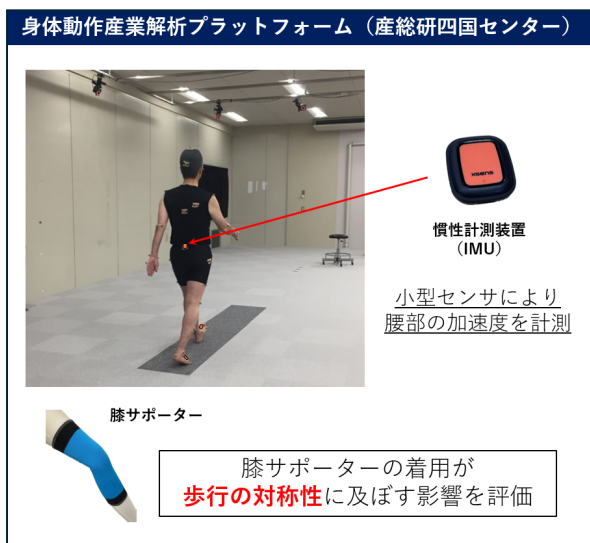 身体動作産業解析プラットフォーム（産総研四国センター）
xsens
慣性計測装置
（IMU）
小型センサにより
腰部の加速度を計測
膝サポーター
膝サポーターの着用が
歩行の対称性に及ぼす影響を評価